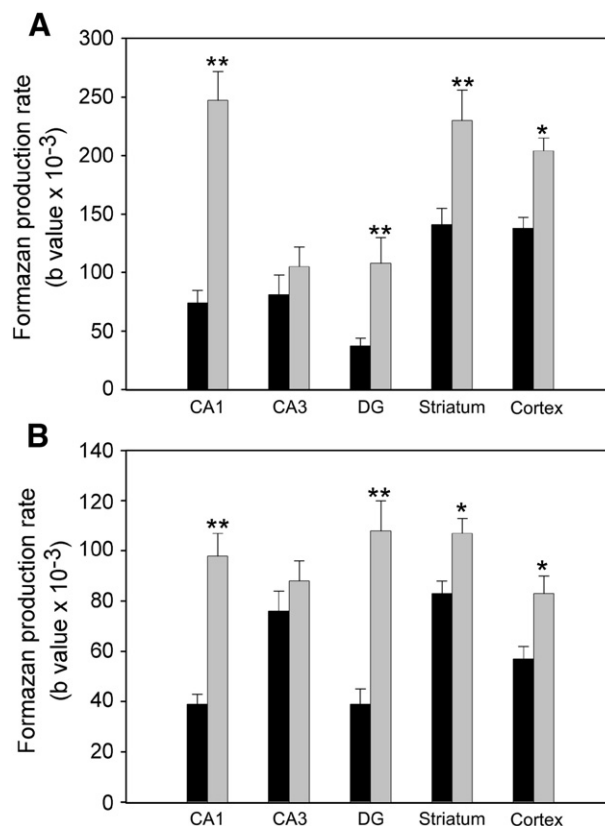 A
Formazan production rate
(b value x 10-3)
300
250
200
150
100
50
0
**
**
**
*
CA1 CA3 DG Striatum Cortex
B
Formazan production rate
(b value x 10-3)
140
120
100
80
60
40
20
0
**
**
*
*
CA1 CA3 DG Striatum Cortex